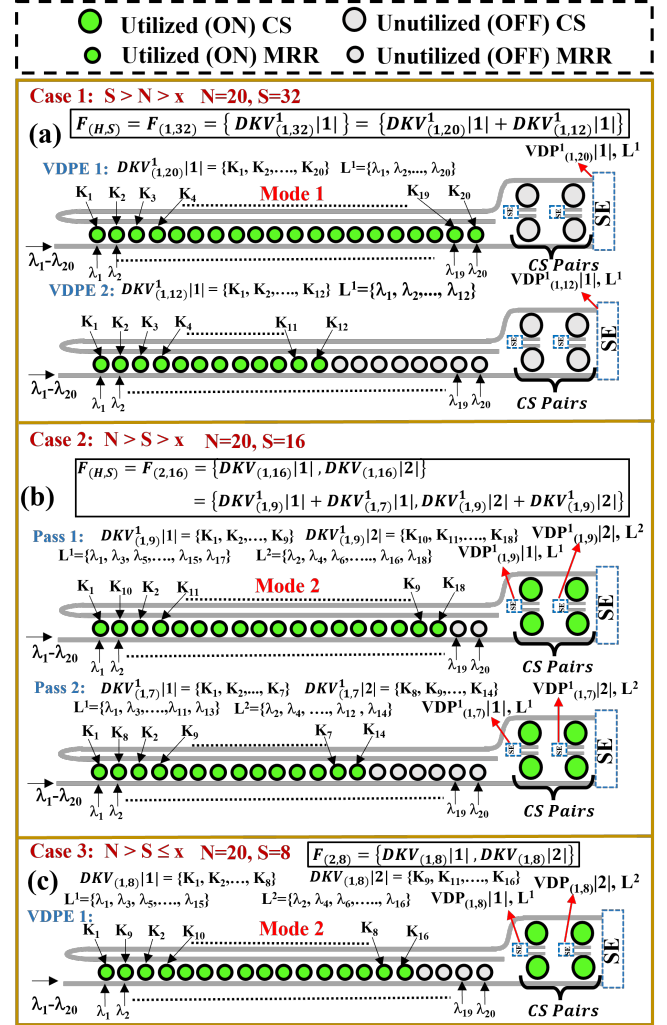 Utilized (ON) CS Unutilized (OFF) CS
Utilized (ON) MRR Unutilized (OFF) MRR
Case 1: S > N > x N=20, S=32
(a) F(H,S) = F(1,32) = { DKV¹(1,32)|1| } = {DKV¹(1,20)|1| + DKV¹(1,12)|1|}
VDP¹(1,20)|1|, L¹
VDPE 1: DKV¹(1,20)|1| = {K₁, K₂,…., K₂₀} L¹={λ₁, λ₂,..., λ₂₀}
K₁ K₂ K₃ K₄ Mode 1 K₁₉ K₂₀
SE SE SE
λ₁-λ₂₀ λ₁ λ₂ λ₁₉ λ₂₀ CS Pairs
VDPE 2: DKV¹(1,12)|1| = {K₁, K₂,…, K₁₂} L¹={λ₁, λ₂,..., λ₁₂} VDP¹(1,12)|1|, L¹
K₁ K₂ K₃ K₄ K₁₁ K₁₂
SE SE SE
λ₁-λ₂₀ λ₁ λ₂ λ₁₉ λ₂₀ CS Pairs
Case 2: N > S > x N=20, S=16
F(H,S) = F(2,16) = {DKV(1,16)|1| , DKV(1,16)|2|}
(b) = {DKV¹(1,9)|1| + DKV¹(1,7)|1|, DKV¹(1,9)|2| + DKV¹(1,9)|2|}
Pass 1: DKV¹(1,9)|1| = {K₁, K₂,…, K₉} DKV¹(1,9)|2| = {K₁₀, K₁₁,…., K₁₈} VDP¹(1,9)|2|, L²
L¹={λ₁, λ₃, λ₅,…., λ₁₅, λ₁₇} L²={λ₂, λ₄, λ₆,….., λ₁₆, λ₁₈} VDP¹(1,9)|1|, L¹
K₁ K₁₀ K₂ K₁₁ Mode 2 K₉ K₁₈
SE SE SE
λ₁-λ₂₀ λ₁ λ₂ λ₁₉ λ₂₀ CS Pairs
Pass 2: DKV¹(1,7)|1| = {K₁, K₂,..., K₇} DKV¹(1,7)|2| = {K₈, K₉,…, K₁₄} VDP¹(1,7)|2|, L²
L¹={λ₁, λ₃,…,λ₁₁, λ₁₃} L²={λ₂, λ₄, …., λ₁₂ , λ₁₄} VDP¹(1,7)|1|, L¹
K₁ K₈ K₂ K₉ K₇ K₁₄
SE SE SE
λ₁-λ₂₀ λ₁ λ₂ λ₁₉ λ₂₀ CS Pairs
Case 3: N > S ≤ x N=20, S=8 F(2,8) = {DKV(1,8)|1| , DKV(1,8)|2|}
(c) DKV(1,8)|1| = {K₁, K₂,…, K₈} DKV(1,8)|2| = {K₉, K₁₁,…, K₁₆} VDP(1,8)|2|, L²
L¹={λ₁, λ₃, λ₅,…., λ₁₅} L²={λ₂, λ₄, λ₆,…., λ₁₆} VDP(1,8)|1|, L¹
VDPE 1:
K₁ K₉ K₂ K₁₀ Mode 2 K₈ K₁₆
SE SE SE
λ₁-λ₂₀ λ₁ λ₂ λ₁₉ λ₂₀ CS Pairs